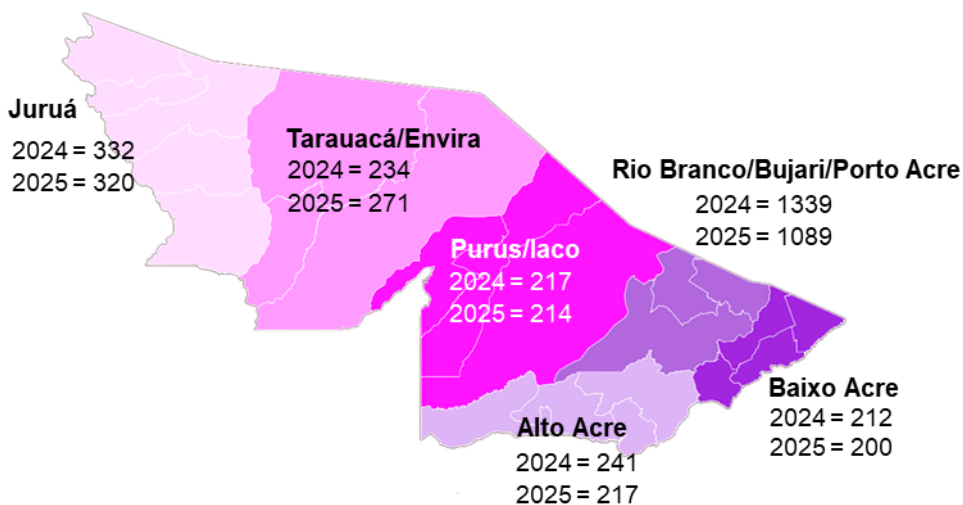 Juruá
2024 = 332
2025 = 320
Tarauacá/Envira
2024 = 234
2025 = 271
Rio Branco/Bujari/Porto Acre
2024 = 1339
2025 = 1089
Purus/Iaco
2024 = 217
2025 = 214
Baixo Acre
2024 = 212
2025 = 200
Alto Acre
2024 = 241
2025 = 217